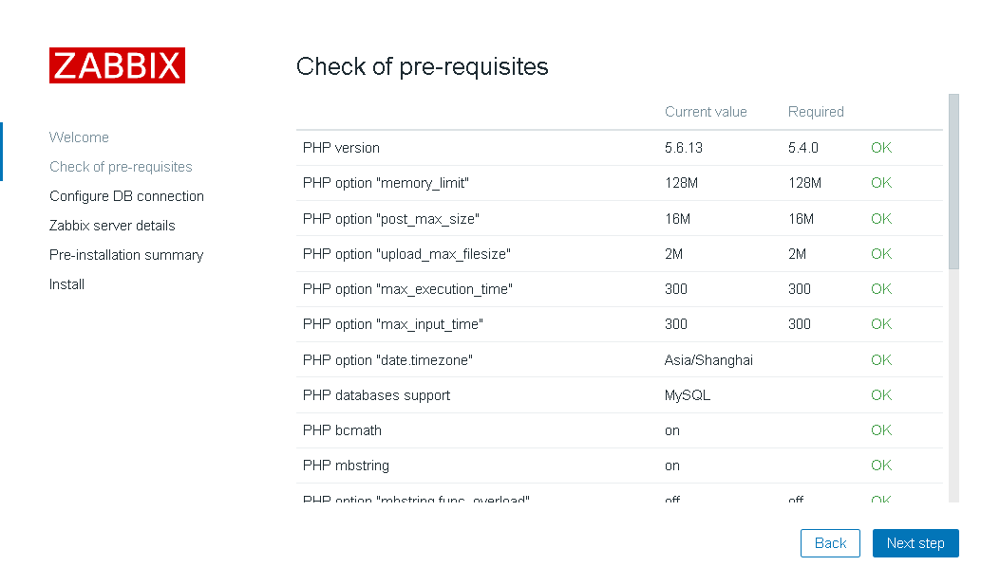 ZABBIX
Welcome
Check of pre-requisites
Configure DB connection
Zabbix server details
Pre-installation summary
Install
Check of pre-requisites
Current value Required
PHP version 5.6.13 5.4.0 OK
PHP option "memory_limit" 128M 128M OK
PHP option "post_max_size" 16M 16M OK
PHP option "upload_max_filesize" 2M 2M OK
PHP option "max_execution_time" 300 300 OK
PHP option "max_input_time" 300 300 OK
PHP option "date.timezone" Asia/Shanghai OK
PHP databases support MySQL OK
PHP bcmath on OK
PHP mbstring on OK
PHP option "mbstring.func_overload" off off OK
Back Next step